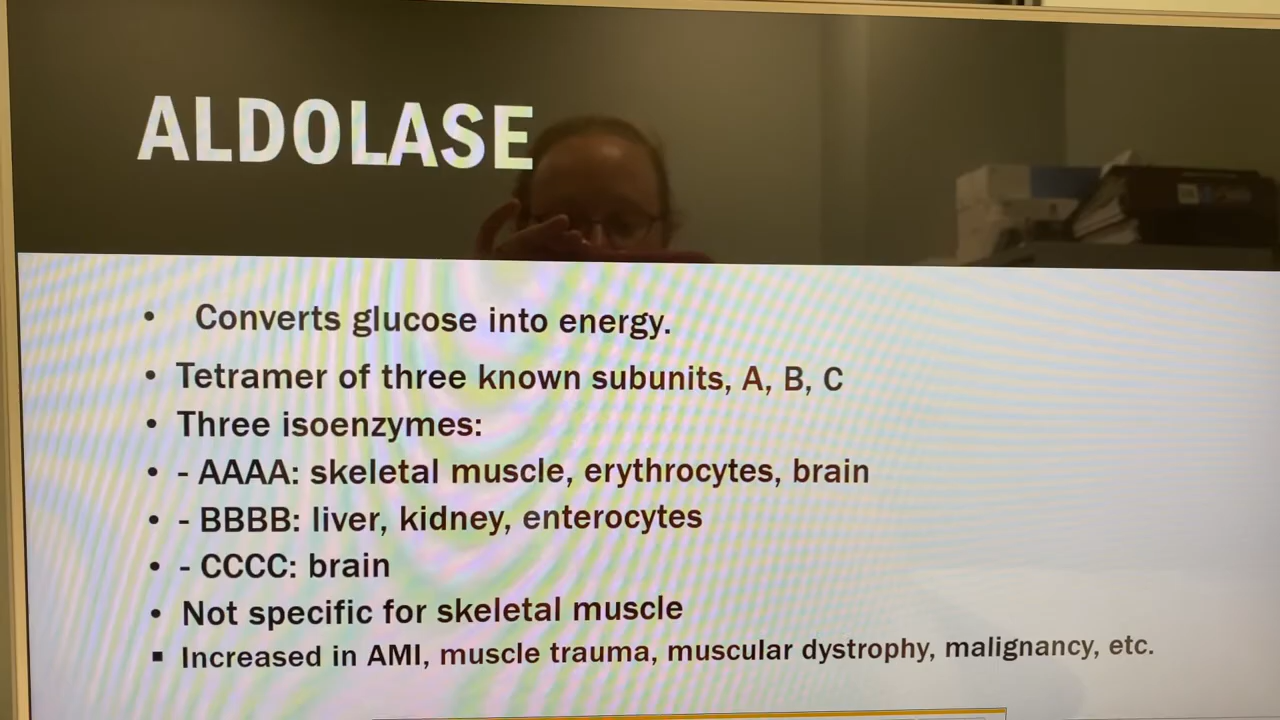 ALDOLASE
• Converts glucose into energy.
• Tetramer of three known subunits, A, B, C
• Three isoenzymes:
• - AAAA: skeletal muscle, erythrocytes, brain
• - BBBB: liver, kidney, enterocytes
• - CCCC: brain
• Not specific for skeletal muscle
▪ Increased in AMI, muscle trauma, muscular dystrophy, malignancy, etc.